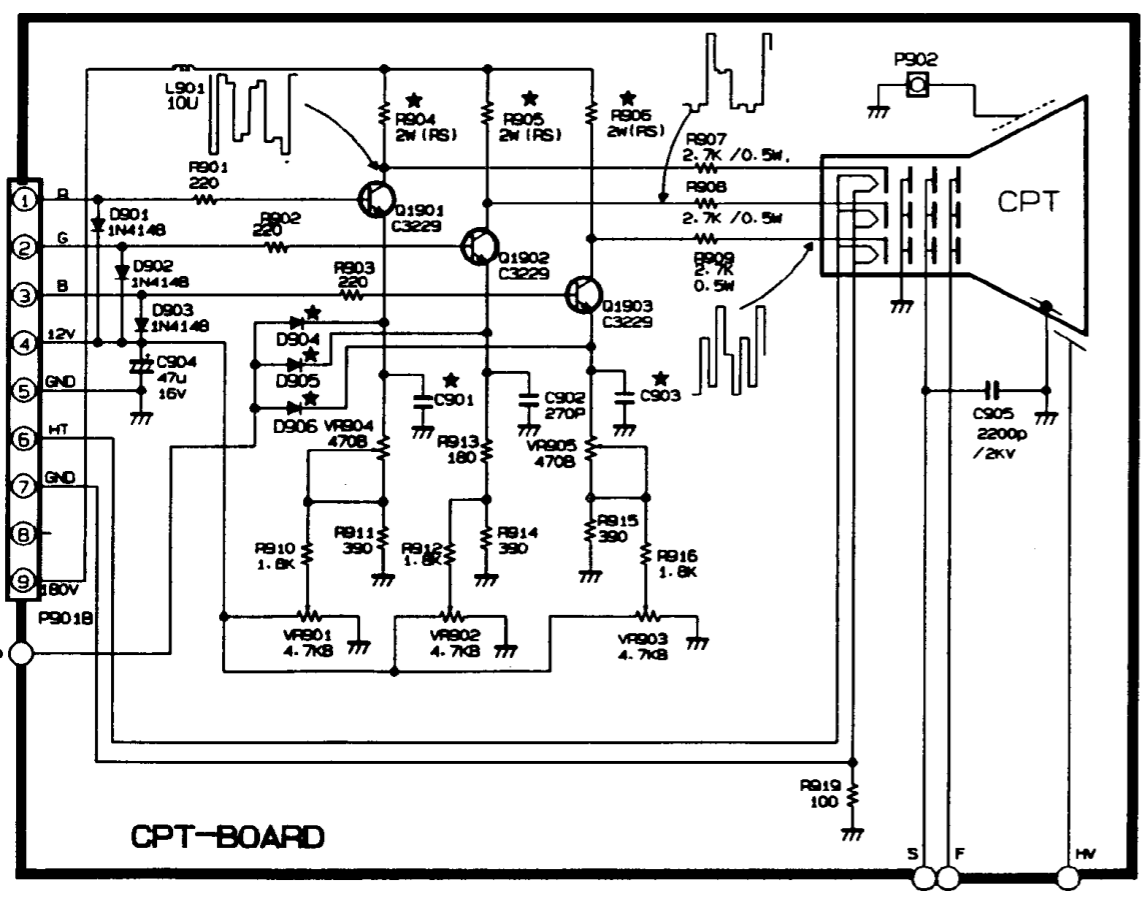 P902
L901
10U
★
R904
2W(RS)
★
R905
2W(RS)
★
R906
2W(RS)
R907
2.7K /0.5W,
R908
2.7K /0.5W
R909
2.7K
0.5W
CPT
R901
220
1
R
D901
1N4148
Q1901
C3229
R902
220
2
G
D902
1N4148
Q1902
C3229
R903
220
3
B
D903
1N4148
Q1903
C3229
4
12V
★
D904
★
D905
★
D906
C904
47u
16V
5
GND
★
C901
C902
270P
★
C903
C905
2200p
/2KV
6
HT
VR904
470B
R913
180
VR905
470B
7
GND
8
R910
1.8K
R911
390
R912
1.8K
R914
390
R915
390
R916
1.8K
9
180V
P901B
VR901
4.7KB
VR902
4.7KB
VR903
4.7KB
R919
100
CPT-BOARD
S
F
HV